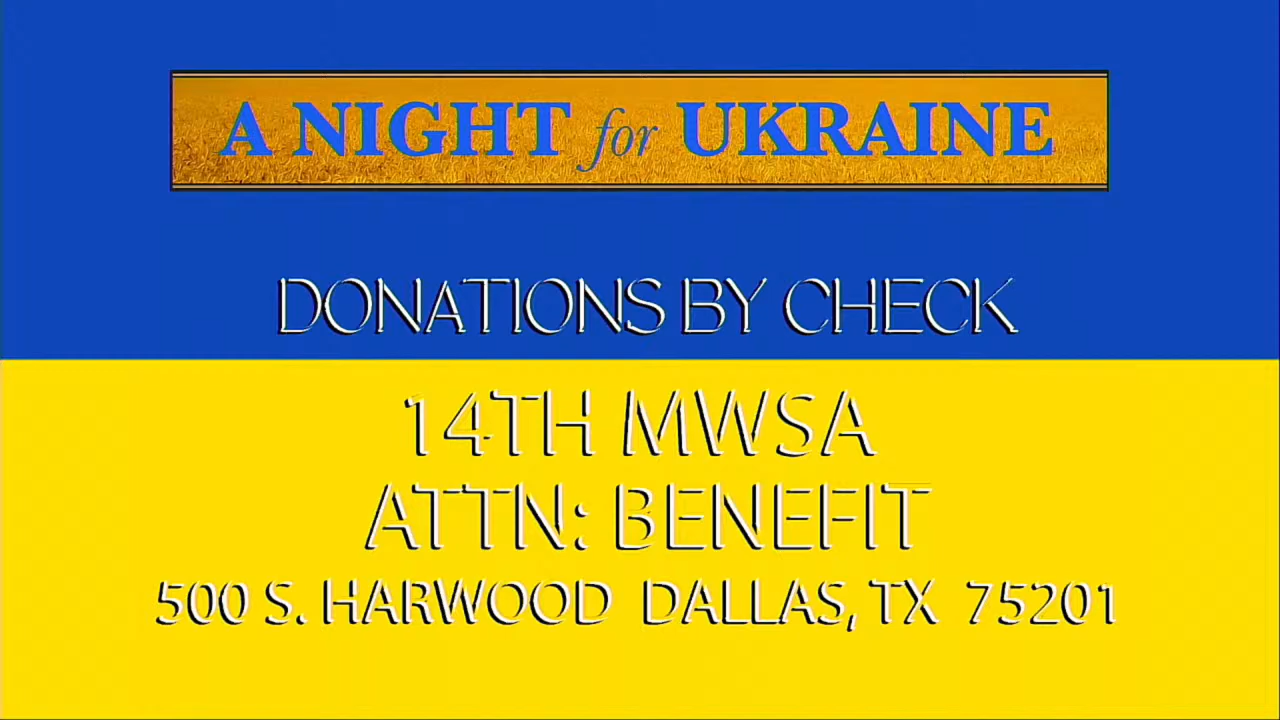 A NIGHT for UKRAINE
DONATIONS BY CHECK
14TH MWSA
ATTN: BENEFIT
500 S. HARWOOD DALLAS, TX 75201